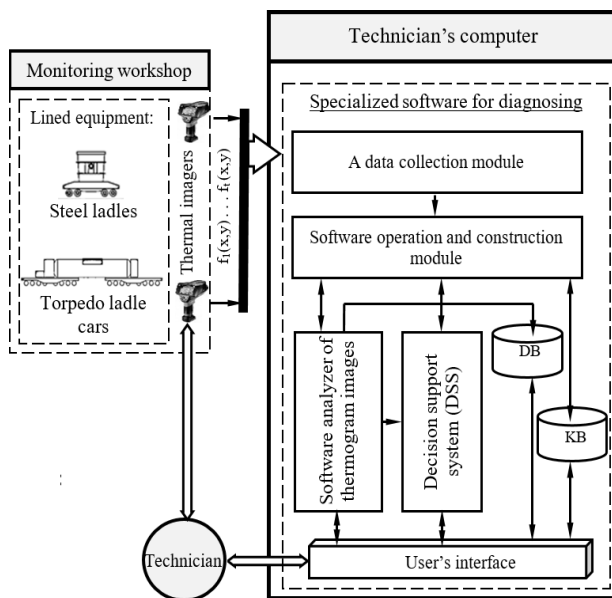 Monitoring workshop
Lined equipment:
Steel ladles
Torpedo ladle
cars
Thermal imagers
f₁(x,y) . . . fₜ(x,y)
Technician’s computer
Specialized software for diagnosing
A data collection module
Software operation and construction
module
Software analyzer of
thermogram images
Decision support
system (DSS)
DB
KB
User’s interface
Technician
: